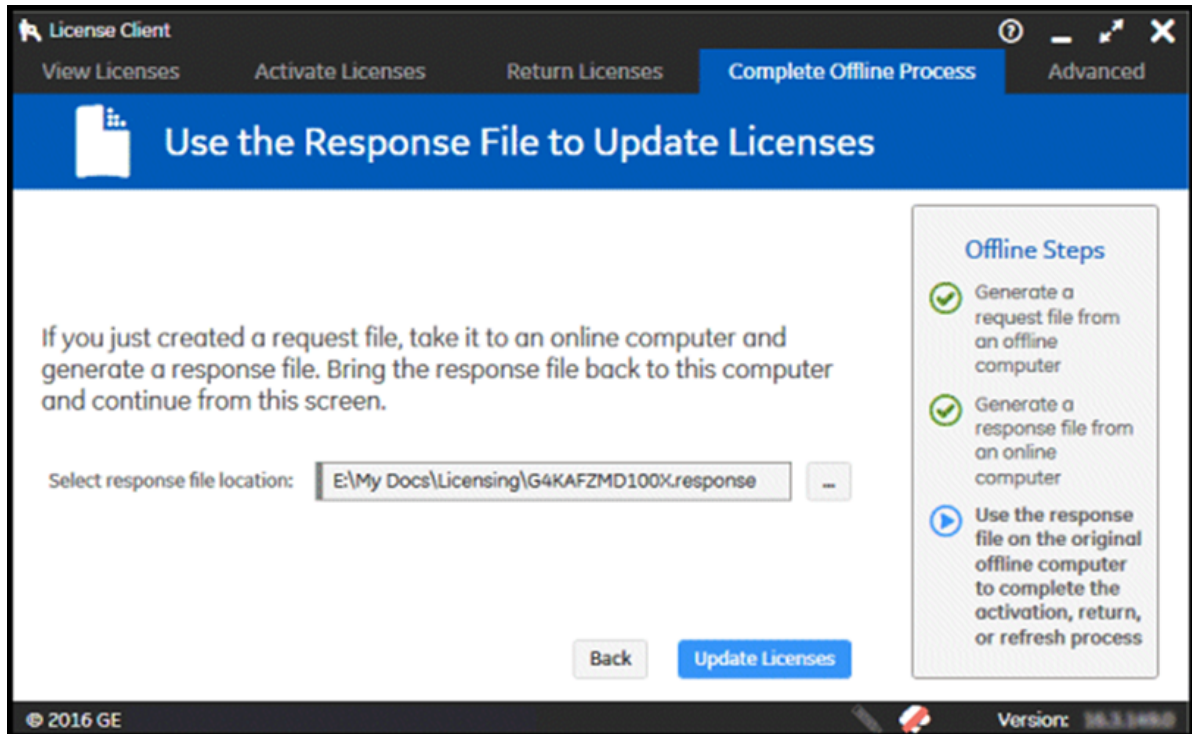 License Client
View Licenses Activate Licenses Return Licenses Complete Offline Process Advanced
Use the Response File to Update Licenses
If you just created a request file, take it to an online computer and
generate a response file. Bring the response file back to this computer
and continue from this screen.
Select response file location: E:\My Docs\Licensing\G4KAFZMD100X.response ...
Back Update Licenses
Offline Steps
Generate a
request file from
an offline
computer
Generate a
response file from
an online
computer
Use the response
file on the original
offline computer
to complete the
activation, return,
or refresh process
© 2016 GE Version: